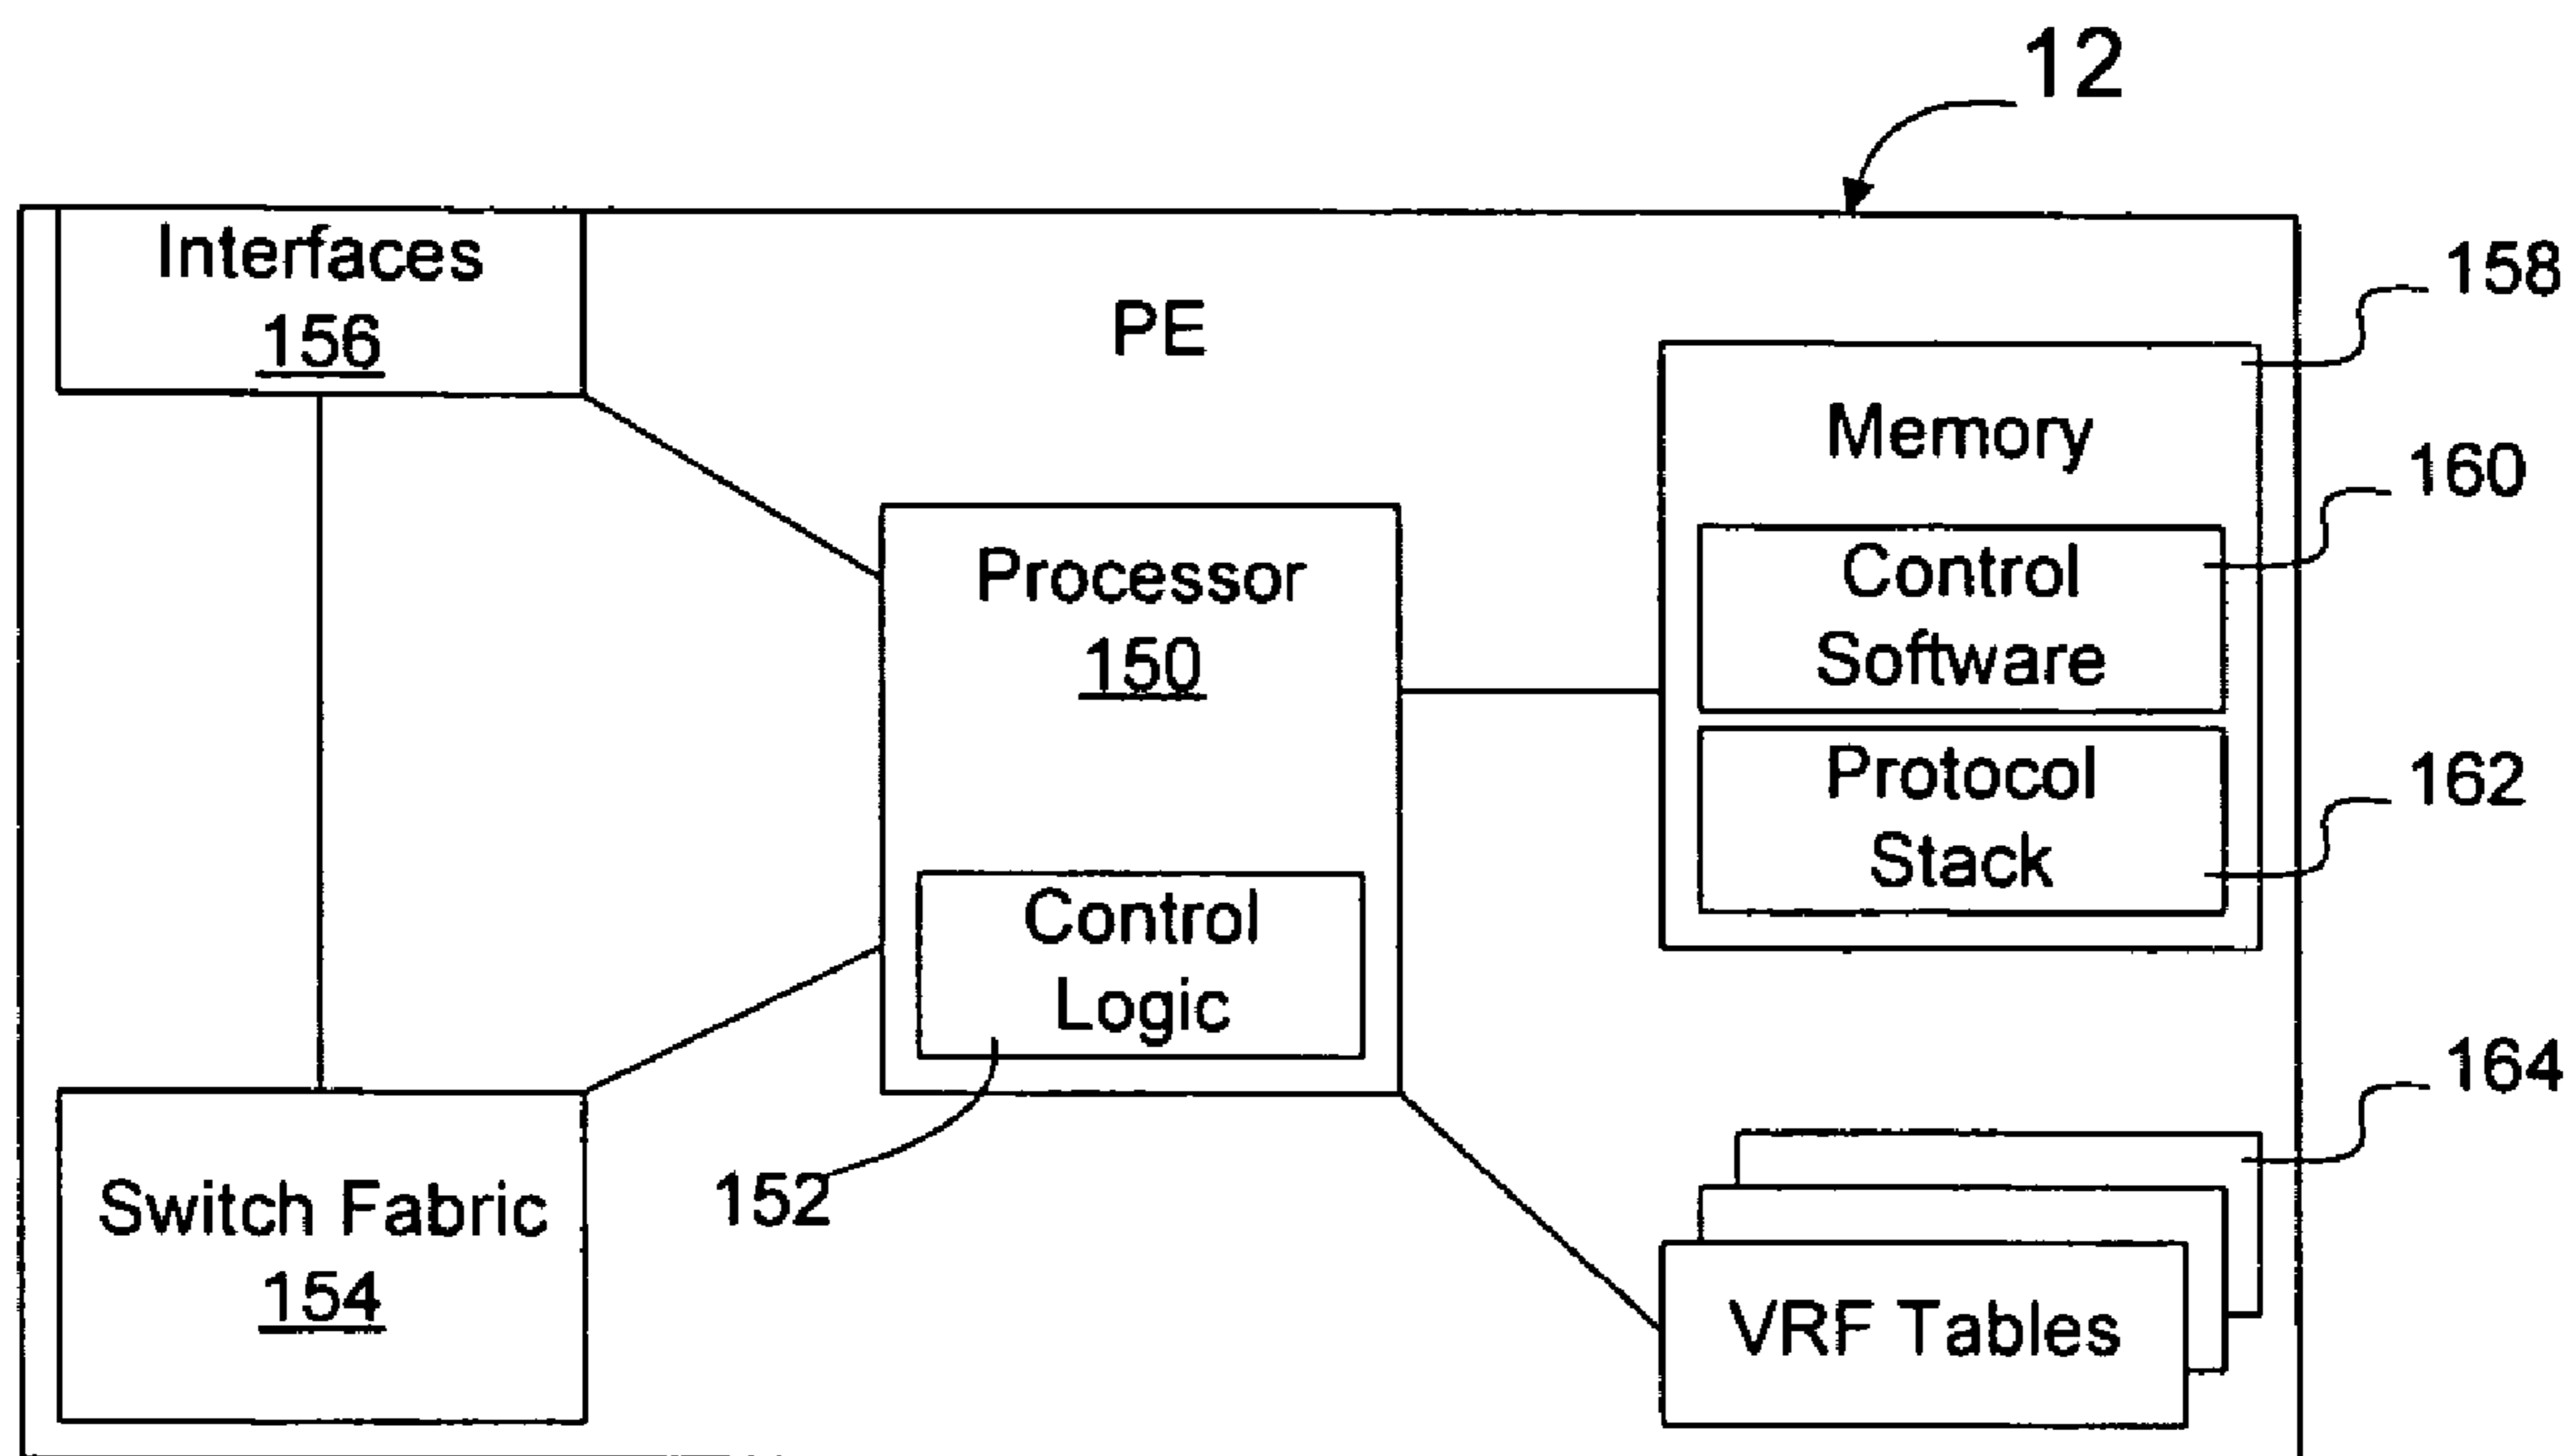 12
Interfaces
156
PE
158
Memory
160
Control
Software
Processor
150
Protocol
Stack
162
Control
Logic
152
164
Switch Fabric
154
VRF Tables